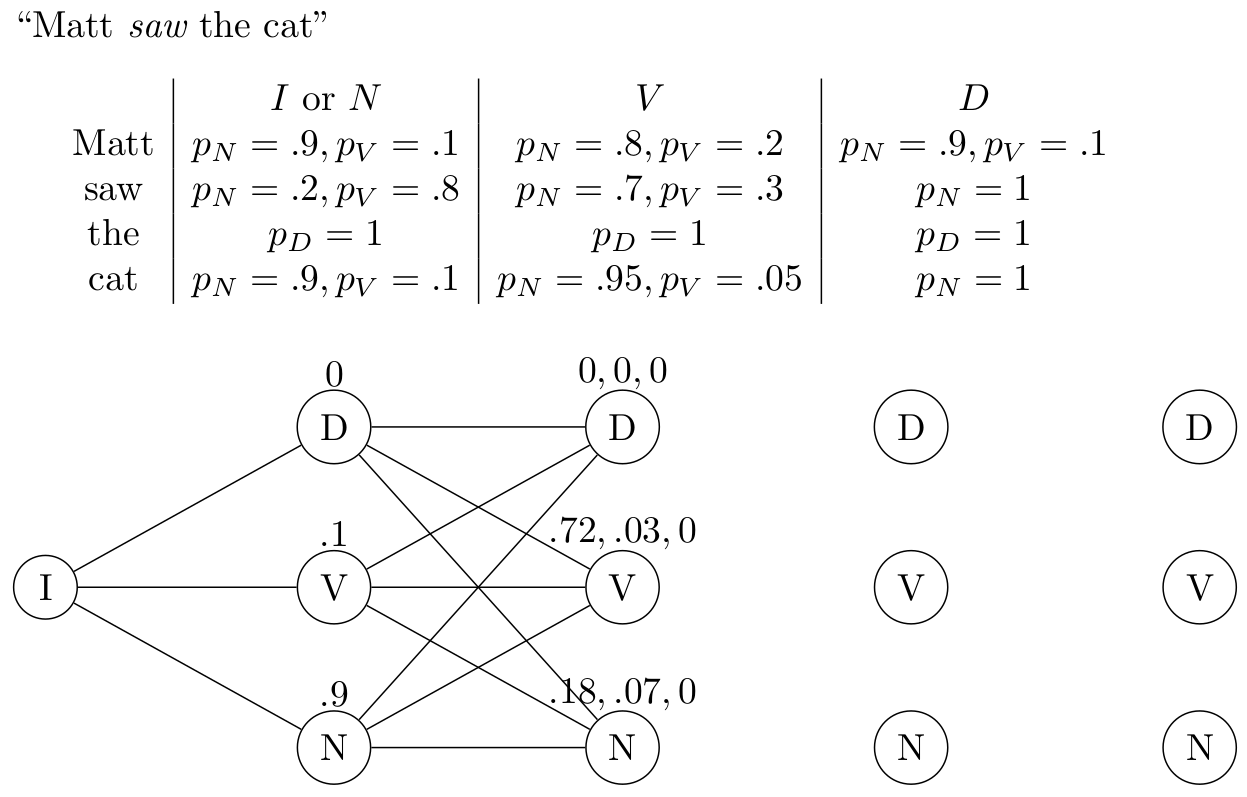 “Matt saw the cat”
I or N V D
Matt p_N = .9, p_V = .1 p_N = .8, p_V = .2 p_N = .9, p_V = .1
saw p_N = .2, p_V = .8 p_N = .7, p_V = .3 p_N = 1
the p_D = 1 p_D = 1 p_D = 1
cat p_N = .9, p_V = .1 p_N = .95, p_V = .05 p_N = 1
0 0, 0, 0
D D D D
.1 .72, .03, 0
I V V V V
.9 .18, .07, 0
N N N N